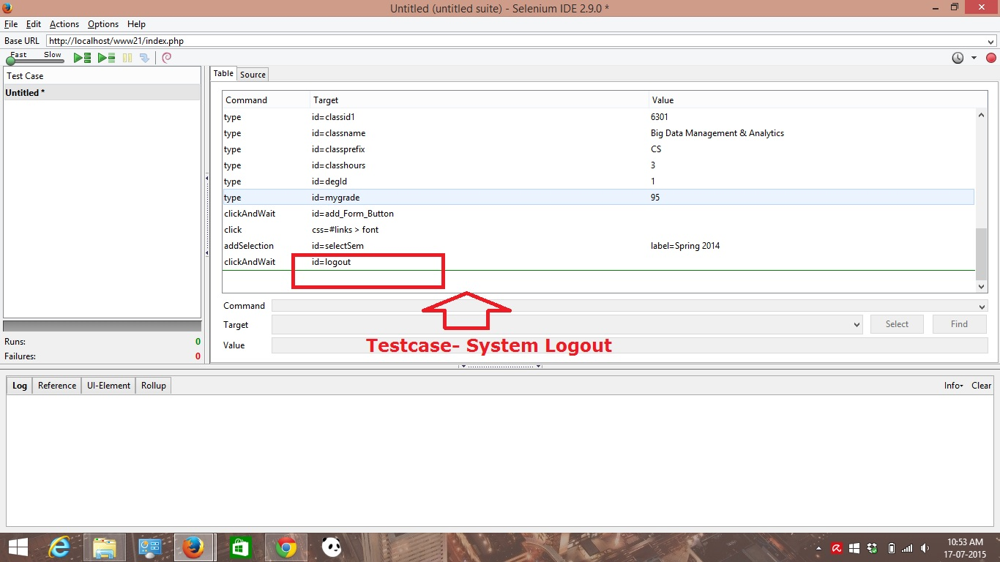 Untitled (untitled suite) - Selenium IDE 2.9.0 *
File Edit Actions Options Help
Base URL http://localhost/www21/index.php
Fast Slow
Test Case
Untitled *
Runs: 0
Failures: 0
Table Source
Command Target Value
type id=classid1 6301
type id=classname Big Data Management & Analytics
type id=classprefix CS
type id=classhours 3
type id=degId 1
type id=mygrade 95
clickAndWait id=add_Form_Button
click css=#links > font
addSelection id=selectSem label=Spring 2014
clickAndWait id=logout
Command
Target Select Find
Value
Testcase- System Logout
Log Reference UI-Element Rollup Info Clear
10:53 AM
17-07-2015